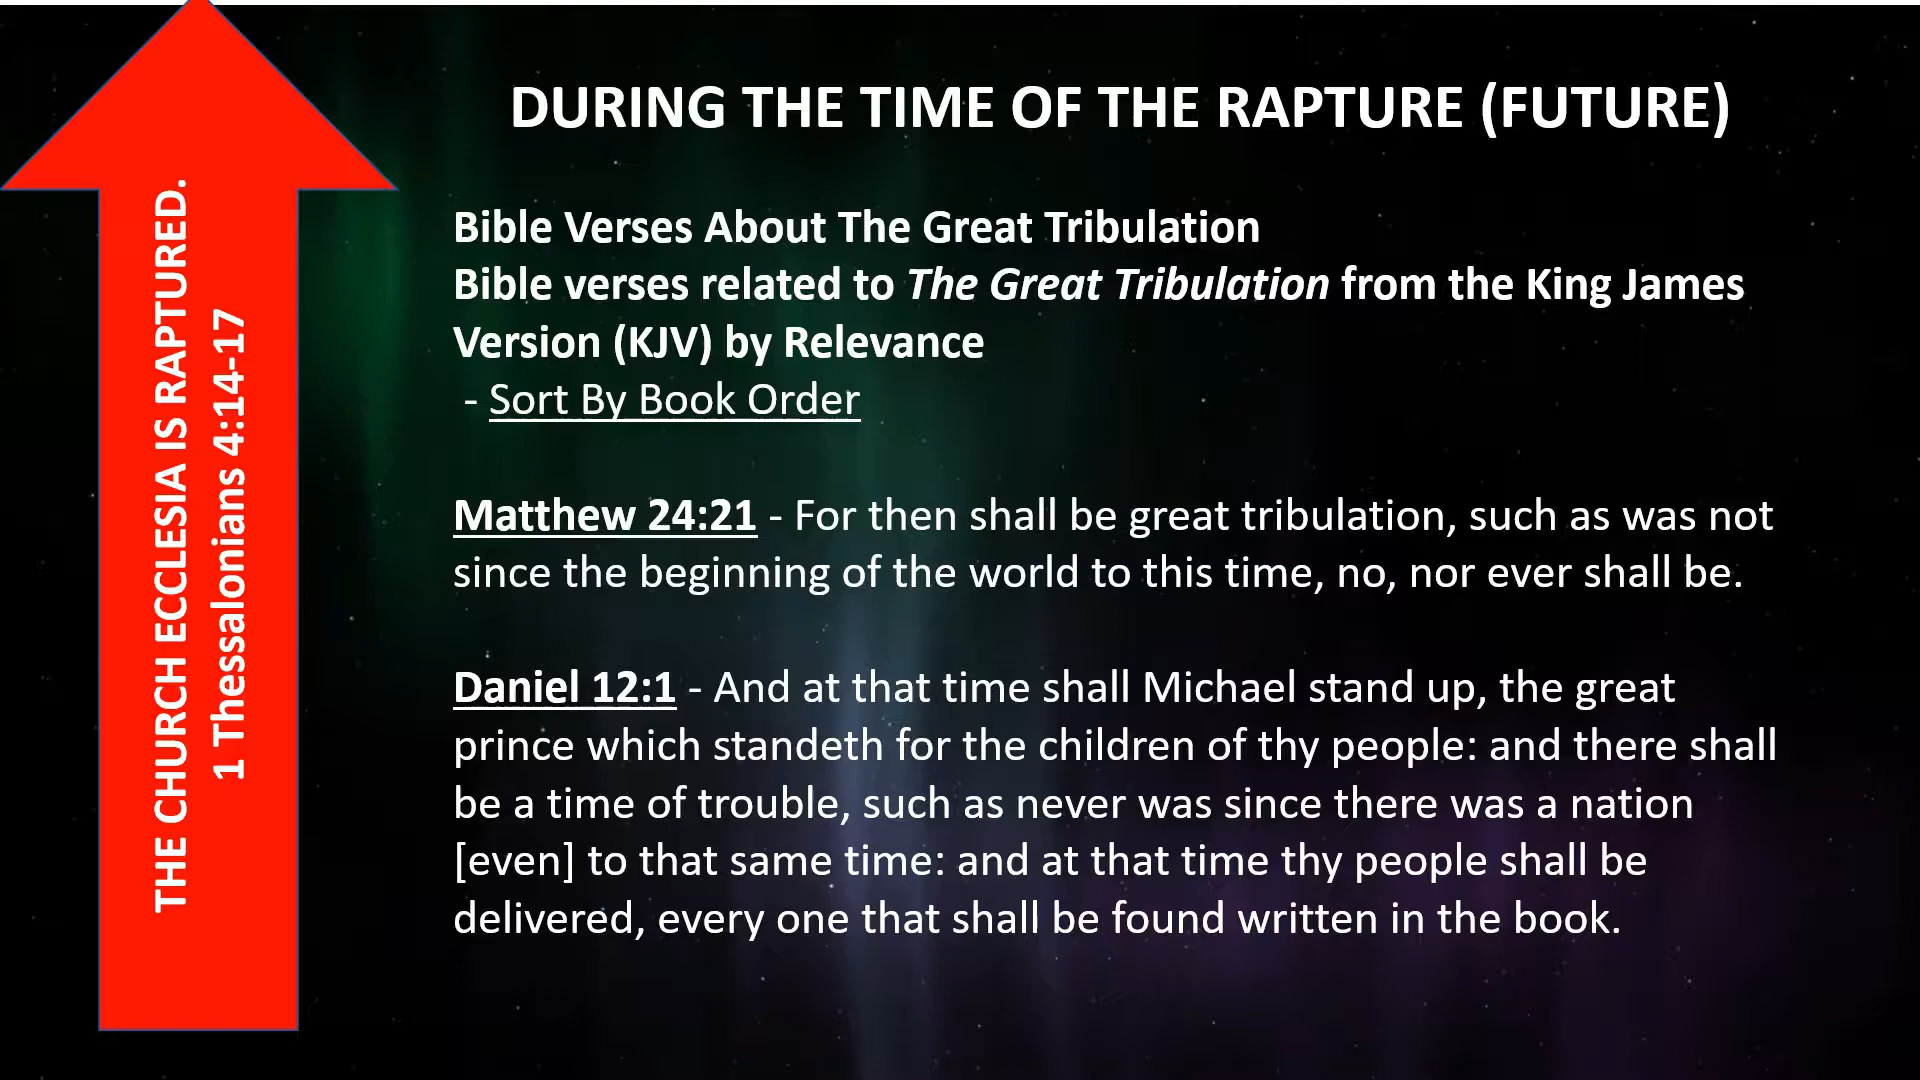 THE CHURCH ECCLESIA IS RAPTURED.
1 Thessalonians 4:14-17
DURING THE TIME OF THE RAPTURE (FUTURE)
Bible Verses About The Great Tribulation
Bible verses related to The Great Tribulation from the King James
Version (KJV) by Relevance
- Sort By Book Order
Matthew 24:21 - For then shall be great tribulation, such as was not
since the beginning of the world to this time, no, nor ever shall be.
Daniel 12:1 - And at that time shall Michael stand up, the great
prince which standeth for the children of thy people: and there shall
be a time of trouble, such as never was since there was a nation
[even] to that same time: and at that time thy people shall be
delivered, every one that shall be found written in the book.